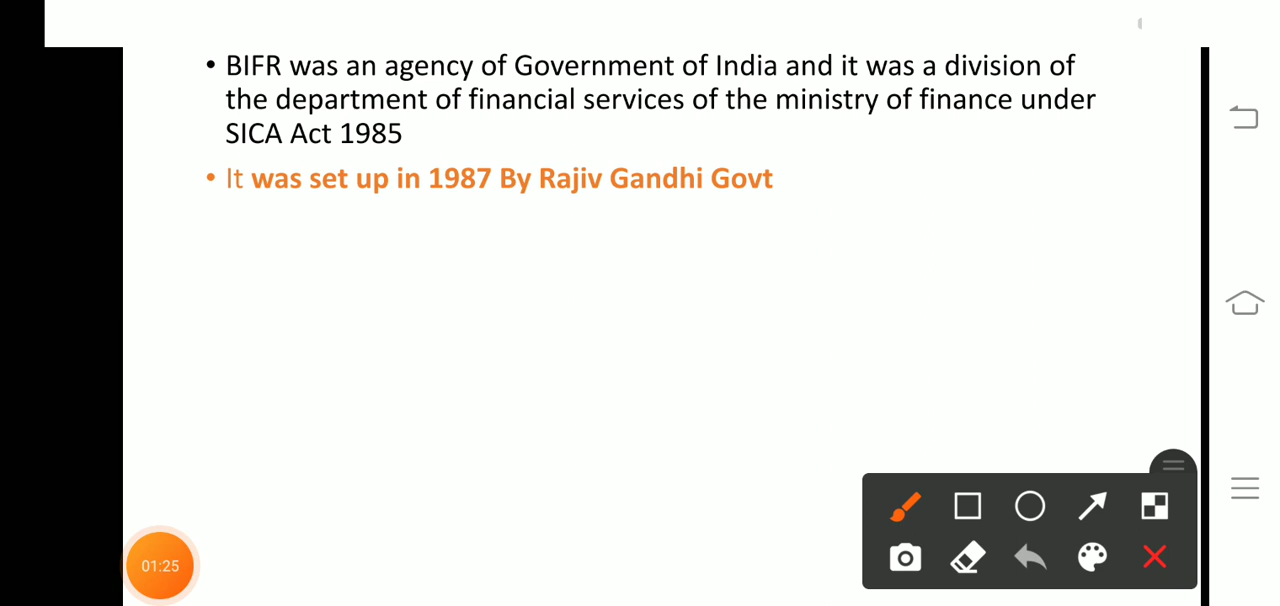 • BIFR was an agency of Government of India and it was a division of
the department of financial services of the ministry of finance under
SICA Act 1985
• It was set up in 1987 By Rajiv Gandhi Govt
01:25